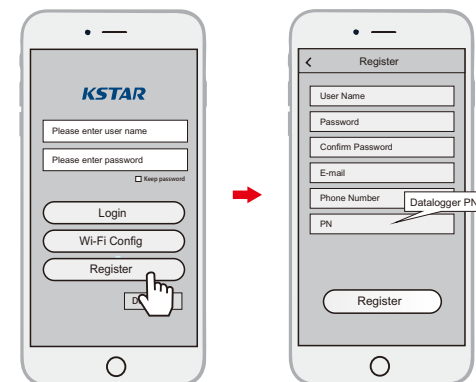 KSTAR
Please enter user name
Please enter password
Keep password
Login
Wi-Fi Config
Register
D
Register
User Name
Password
Confirm Password
E-mail
Phone Number
Datalogger PN
PN
Register